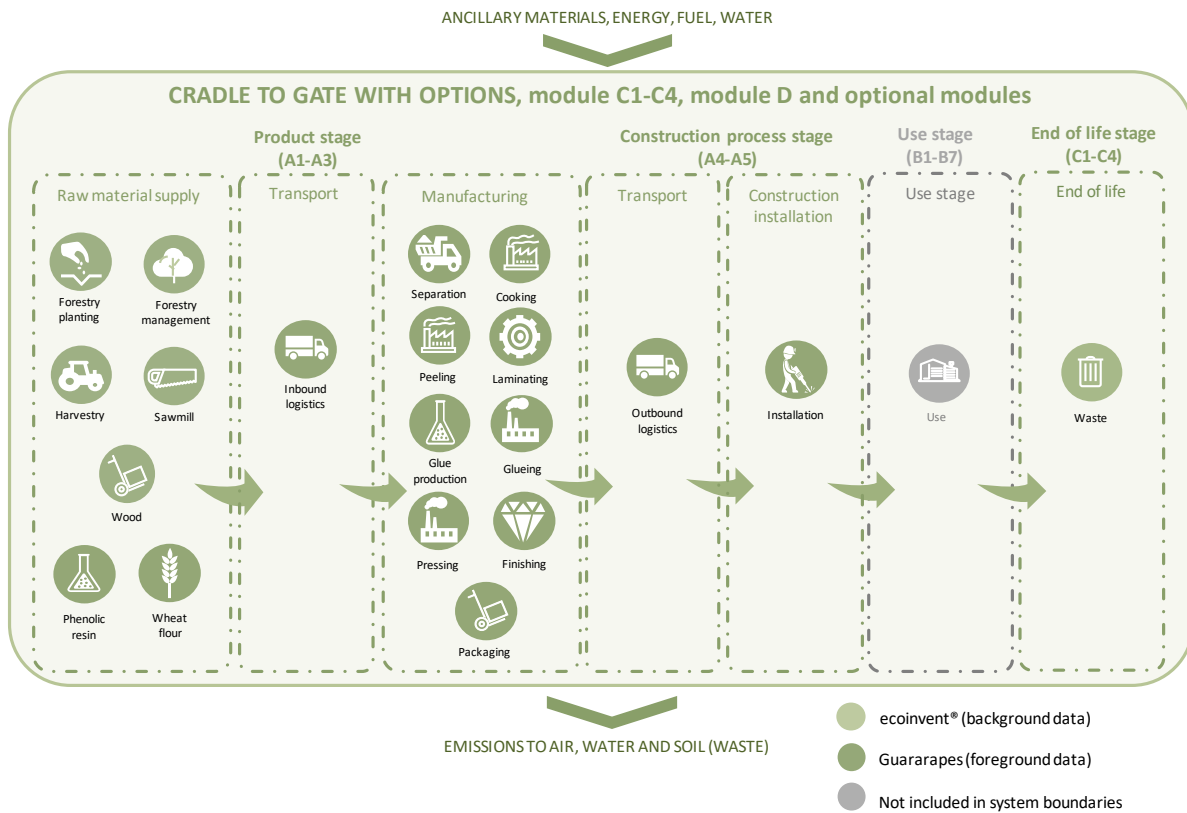 ANCILLARY MATERIALS, ENERGY, FUEL, WATER
CRADLE TO GATE WITH OPTIONS, module C1-C4, module D and optional modules
Product stage
(A1-A3)
Construction process stage
(A4-A5)
Use stage
(B1-B7)
End of life stage
(C1-C4)
Raw material supply
Transport
Manufacturing
Transport
Construction
installation
Use stage
End of life
Forestry
planting
Forestry
management
Harvestry
Sawmill
Wood
Phenolic
resin
Wheat
flour
Inbound
logistics
Separation
Cooking
Peeling
Laminating
Glue
production
Glueing
Pressing
Finishing
Packaging
Outbound
logistics
Installation
Use
Waste
EMISSIONS TO AIR, WATER AND SOIL (WASTE)
ecoinvent® (background data)
Guararapes (foreground data)
Not included in system boundaries